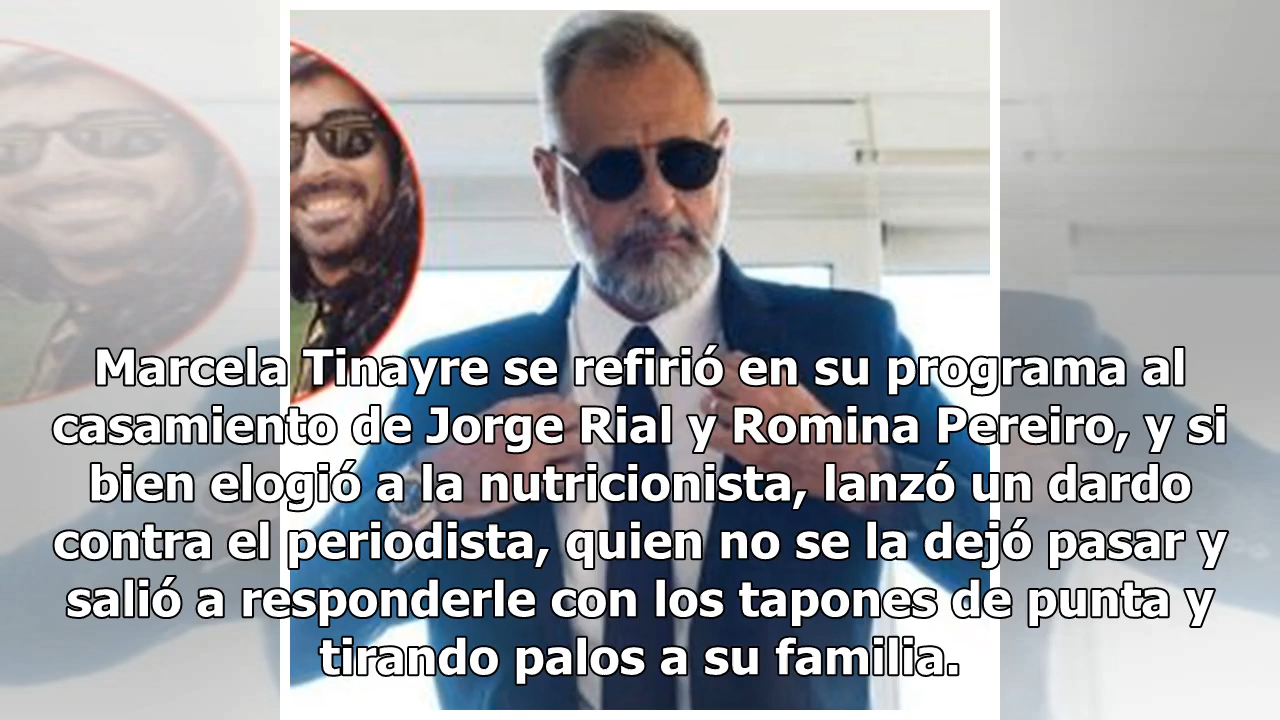 Marcela Tinayre se refirió en su programa al
casamiento de Jorge Rial y Romina Pereiro, y si
bien elogió a la nutricionista, lanzó un dardo
contra el periodista, quien no se la dejó pasar y
salió a responderle con los tapones de punta y
tirando palos a su familia.